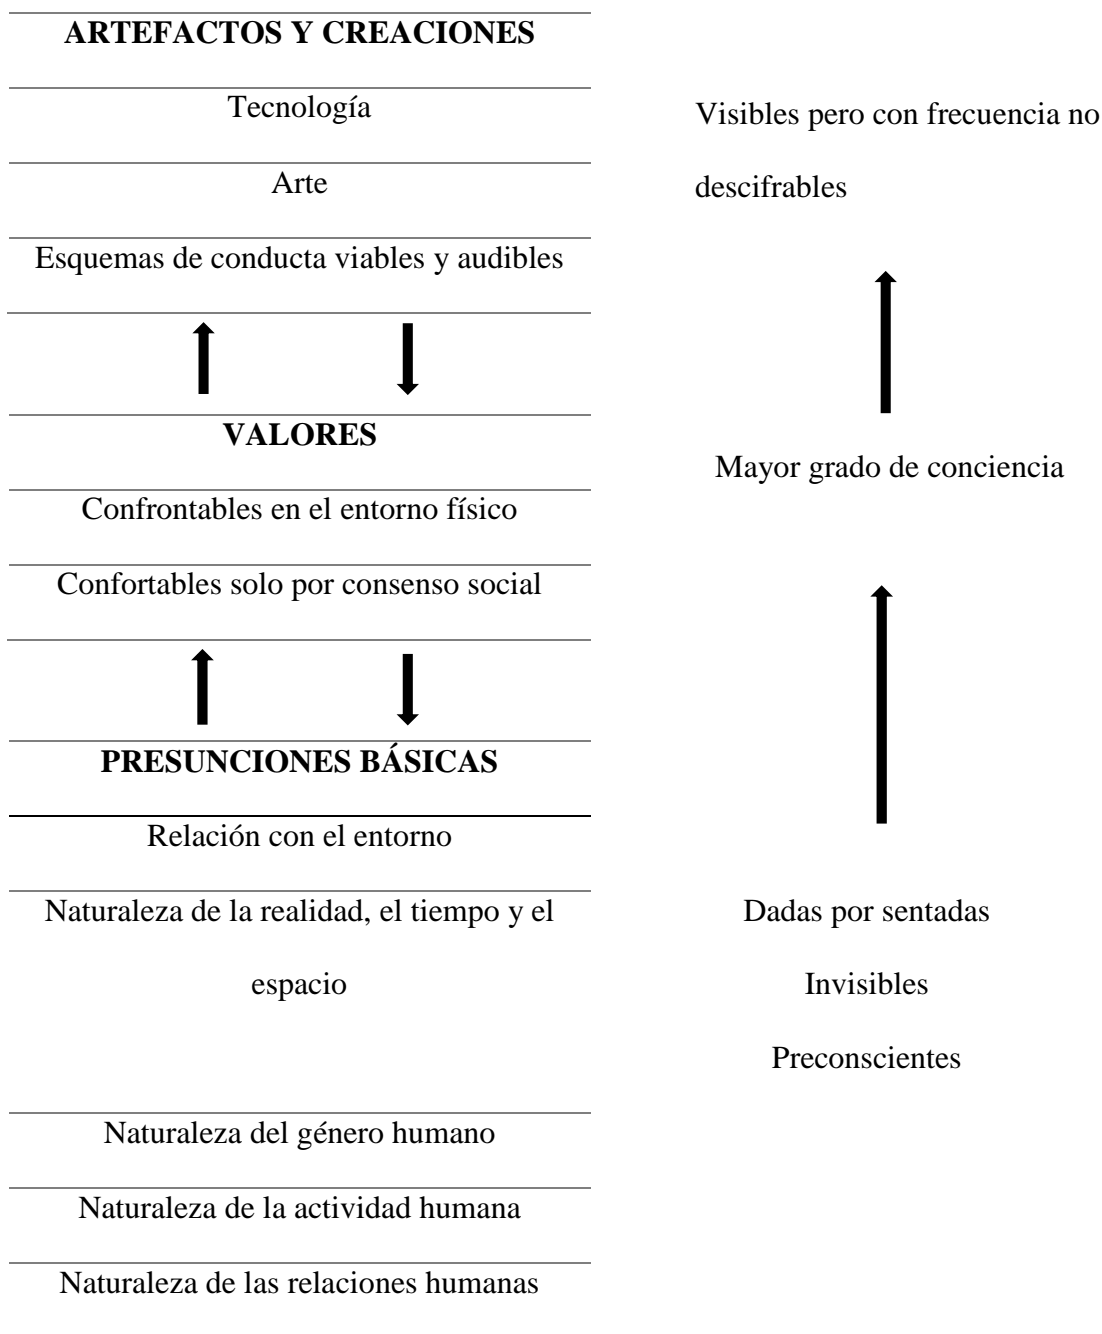 ARTEFACTOS Y CREACIONES
Tecnología
Arte
Esquemas de conducta viables y audibles
Visibles pero con frecuencia no
descifrables
VALORES
Confrontables en el entorno físico
Confortables solo por consenso social
Mayor grado de conciencia
PRESUNCIONES BÁSICAS
Relación con el entorno
Naturaleza de la realidad, el tiempo y el
espacio
Naturaleza del género humano
Naturaleza de la actividad humana
Naturaleza de las relaciones humanas
Dadas por sentadas
Invisibles
Preconscientes